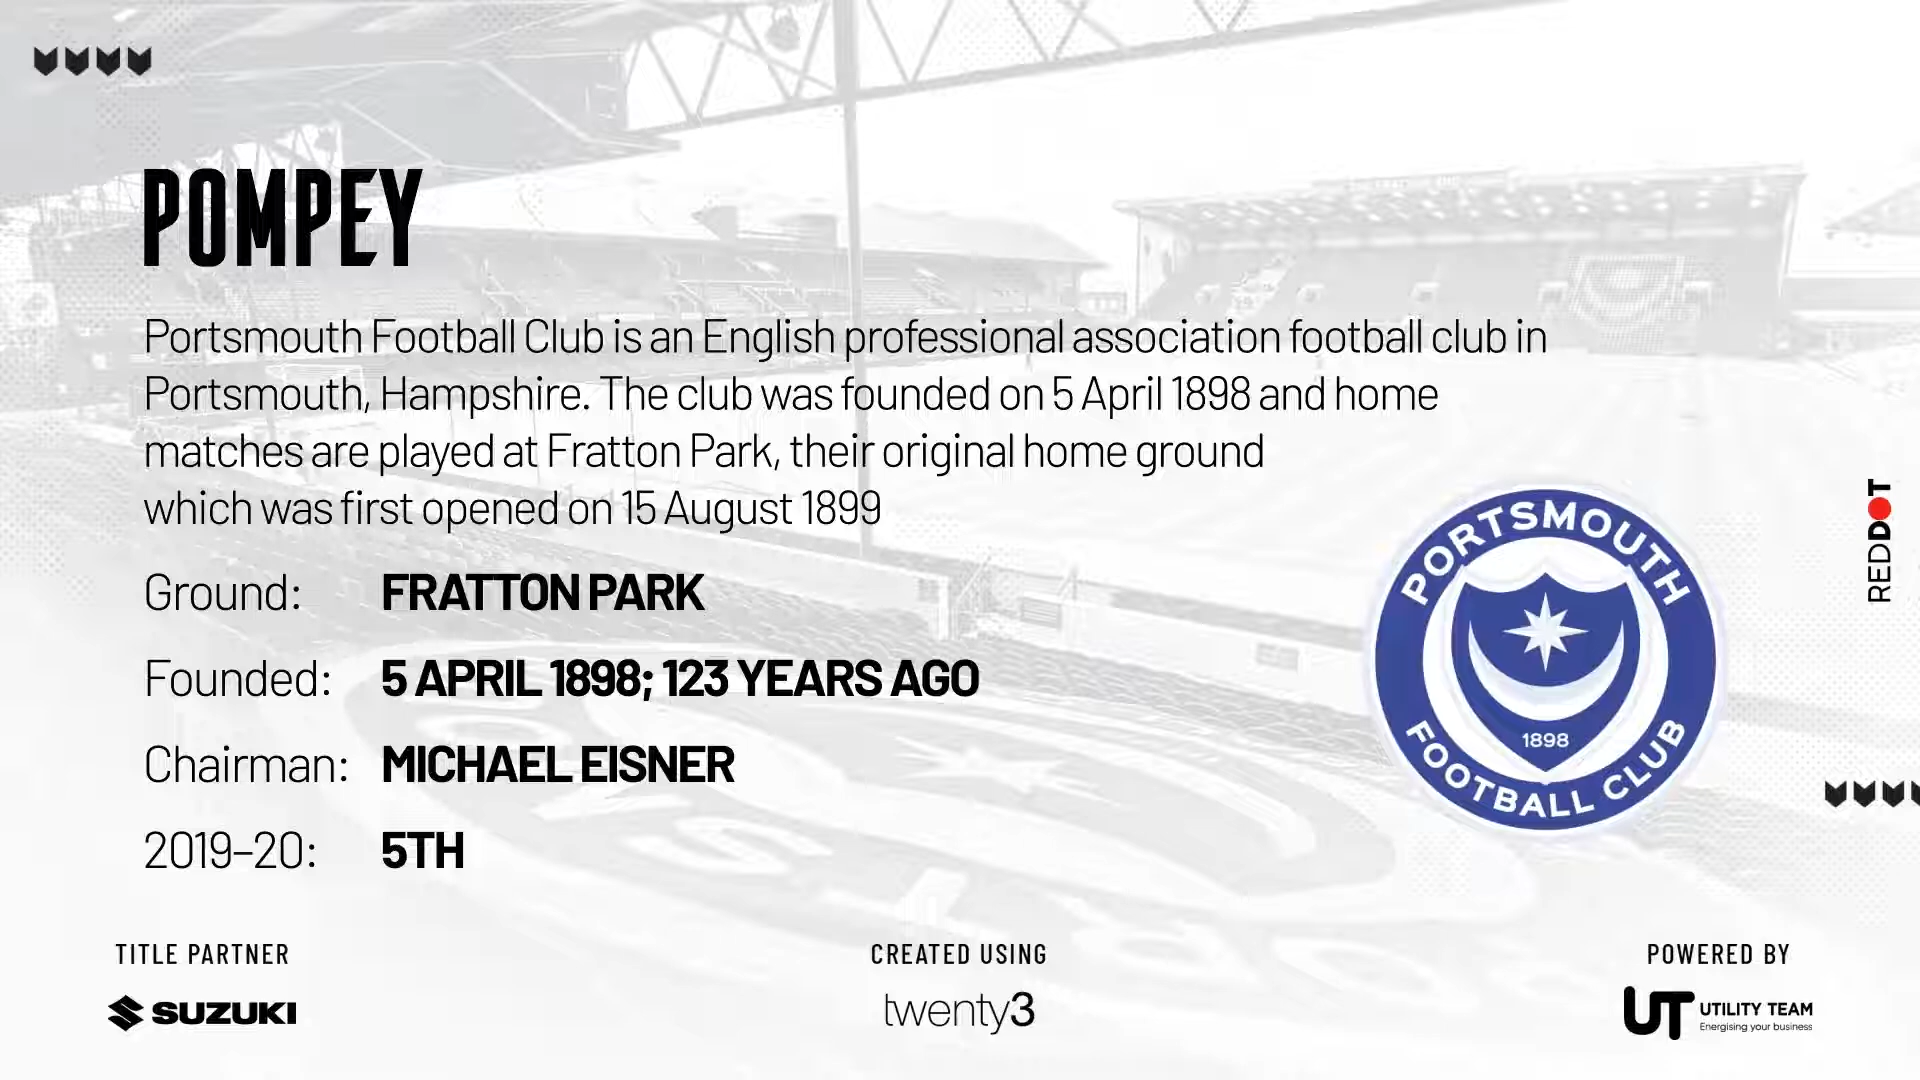 POMPEY
Portsmouth Football Club is an English professional association football club in
Portsmouth, Hampshire. The club was founded on 5 April 1898 and home
matches are played at Fratton Park, their original home ground
which was first opened on 15 August 1899
Ground: FRATTON PARK
Founded: 5 APRIL 1898; 123 YEARS AGO
Chairman: MICHAEL EISNER
2019–20: 5TH
PORTSMOUTH
1898
FOOTBALL CLUB
REDDOT
TITLE PARTNER
SUZUKI
CREATED USING
twenty3
POWERED BY
UT UTILITY TEAM
Energising your business